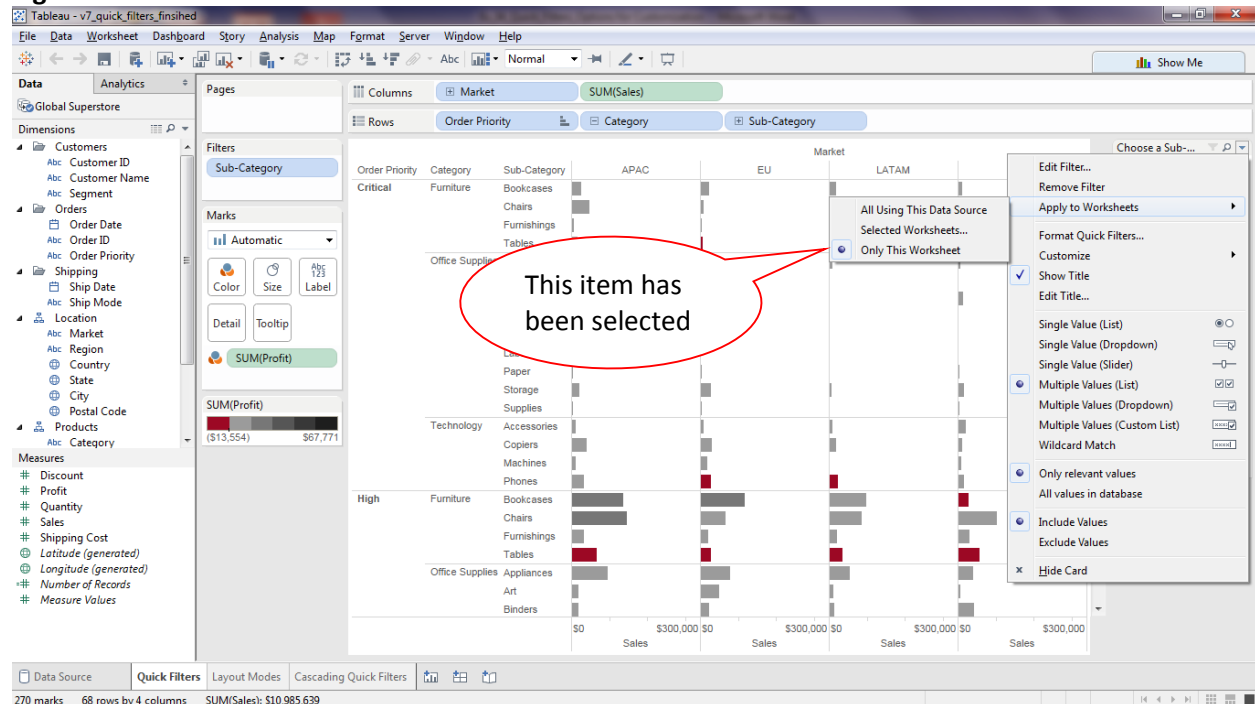 Tableau - v7_quick_filters_finsihed
File Data Worksheet Dashboard Story Analysis Map Format Server Window Help
Abc Normal Show Me
Data Analytics
Global Superstore
Dimensions
Customers
Abc Customer ID
Abc Customer Name
Abc Segment
Orders
Order Date
Abc Order ID
Abc Order Priority
Shipping
Ship Date
Abc Ship Mode
Location
Abc Market
Abc Region
Country
State
City
Postal Code
Products
Abc Category
Measures
# Discount
# Profit
# Quantity
# Sales
# Shipping Cost
Latitude (generated)
Longitude (generated)
# Number of Records
# Measure Values
Pages
Filters
Sub-Category
Marks
Automatic
Color Size Abc 123 Label
Detail Tooltip
SUM(Profit)
SUM(Profit)
($13,554) $67,771
Columns Market SUM(Sales)
Rows Order Priority Category Sub-Category
Market
Order Priority Category Sub-Category APAC EU LATAM
Critical Furniture Bookcases
Chairs
Furnishings
Tables
Office Supplies
Paper
Storage
Supplies
Technology Accessories
Copiers
Machines
Phones
High Furniture Bookcases
Chairs
Furnishings
Tables
Office Supplies Appliances
Art
Binders
$0 $300,000 $0 $300,000 $0 $300,000 $0 $300,000
Sales Sales Sales Sales
This item has
been selected
All Using This Data Source
Selected Worksheets...
Only This Worksheet
Choose a Sub-...
Edit Filter...
Remove Filter
Apply to Worksheets
Format Quick Filters...
Customize
Show Title
Edit Title...
Single Value (List)
Single Value (Dropdown)
Single Value (Slider)
Multiple Values (List)
Multiple Values (Dropdown)
Multiple Values (Custom List)
Wildcard Match
Only relevant values
All values in database
Include Values
Exclude Values
x Hide Card
Data Source Quick Filters Layout Modes Cascading Quick Filters
270 marks 68 rows by 4 columns SUM(Sales): $10,985,639